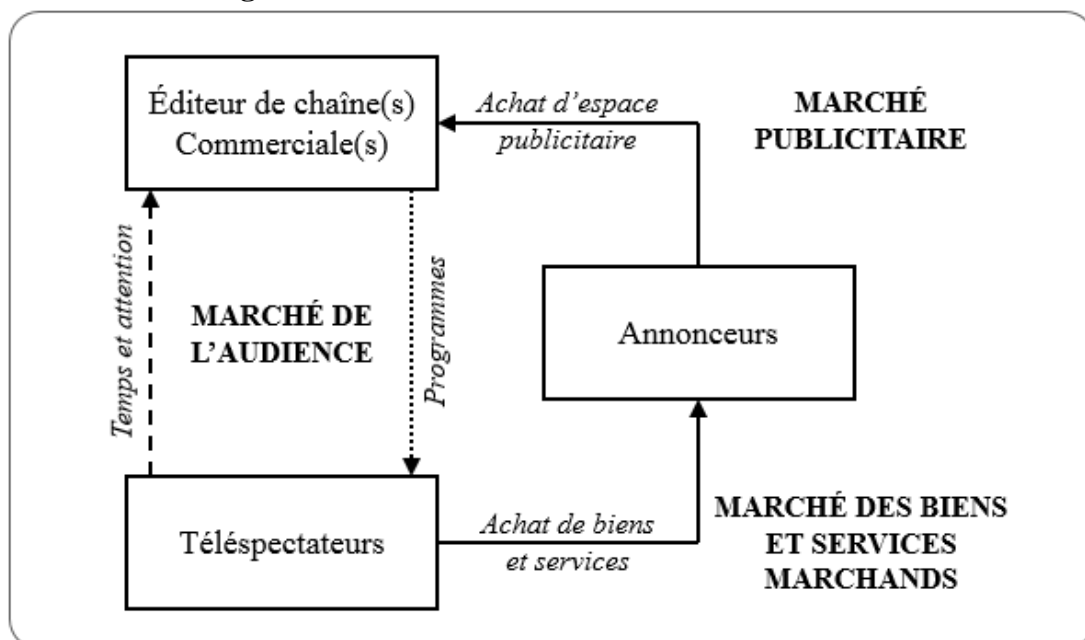 Éditeur de chaîne(s)
Commerciale(s)
Achat d’espace
publicitaire
MARCHÉ
PUBLICITAIRE
Temps et attention
MARCHÉ DE
L’AUDIENCE
Programmes
Annonceurs
Téléspectateurs
Achat de biens
et services
MARCHÉ DES BIENS
ET SERVICES
MARCHANDS